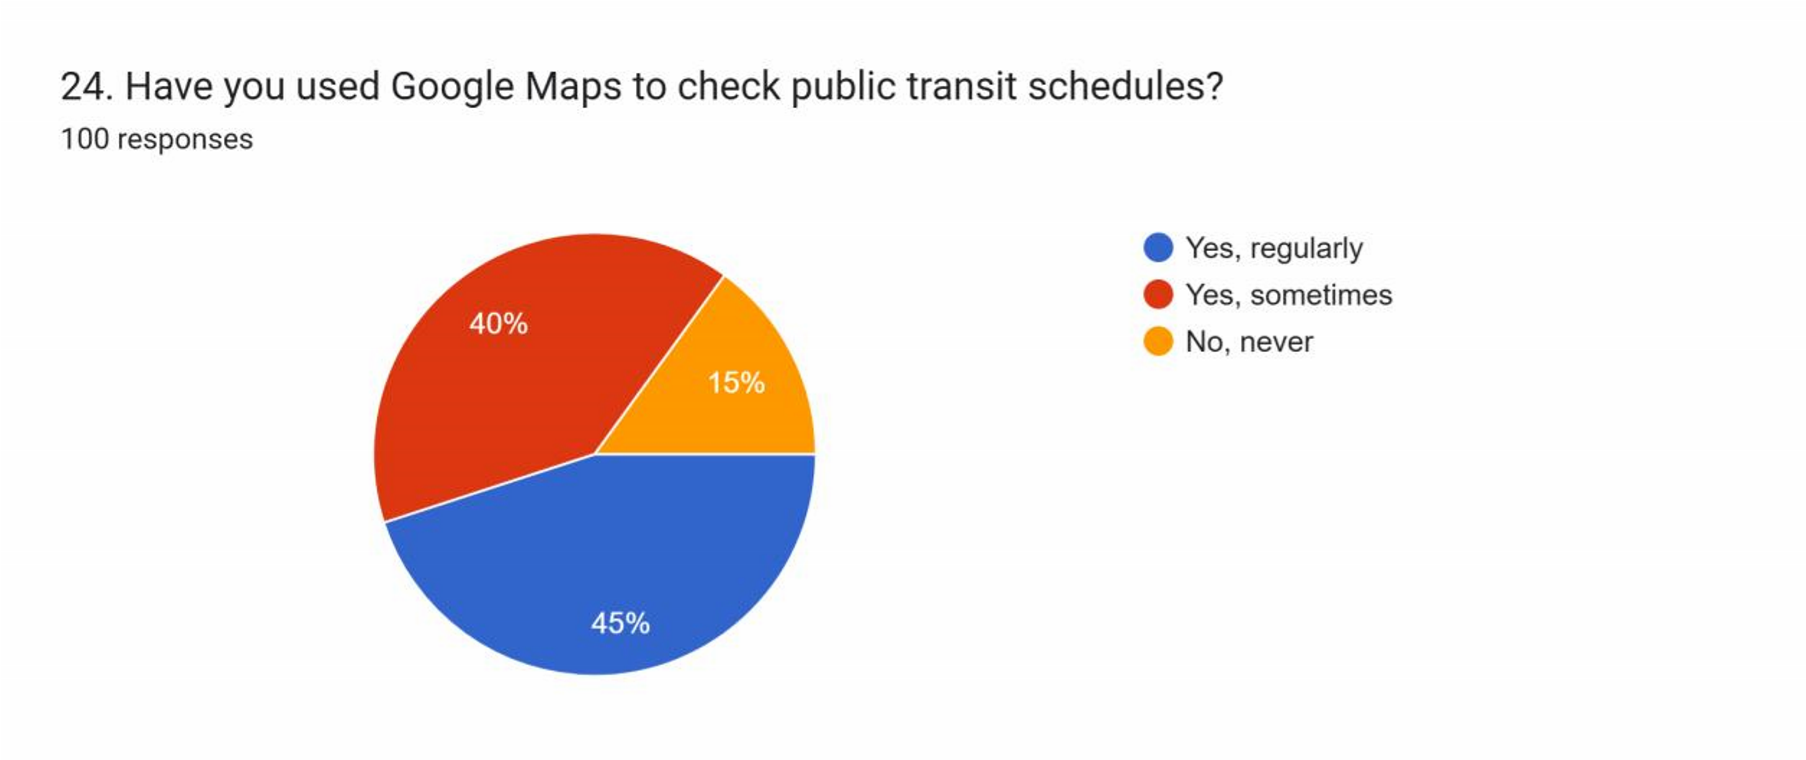 24. Have you used Google Maps to check public transit schedules?
100 responses
Yes, regularly
Yes, sometimes
No, never
40%
15%
45%